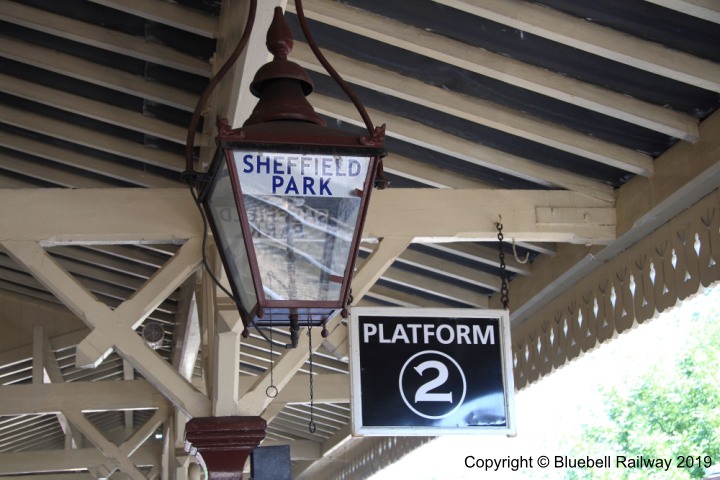 SHEFFIELD
PARK
PLATFORM
2
Copyright © Bluebell Railway 2019